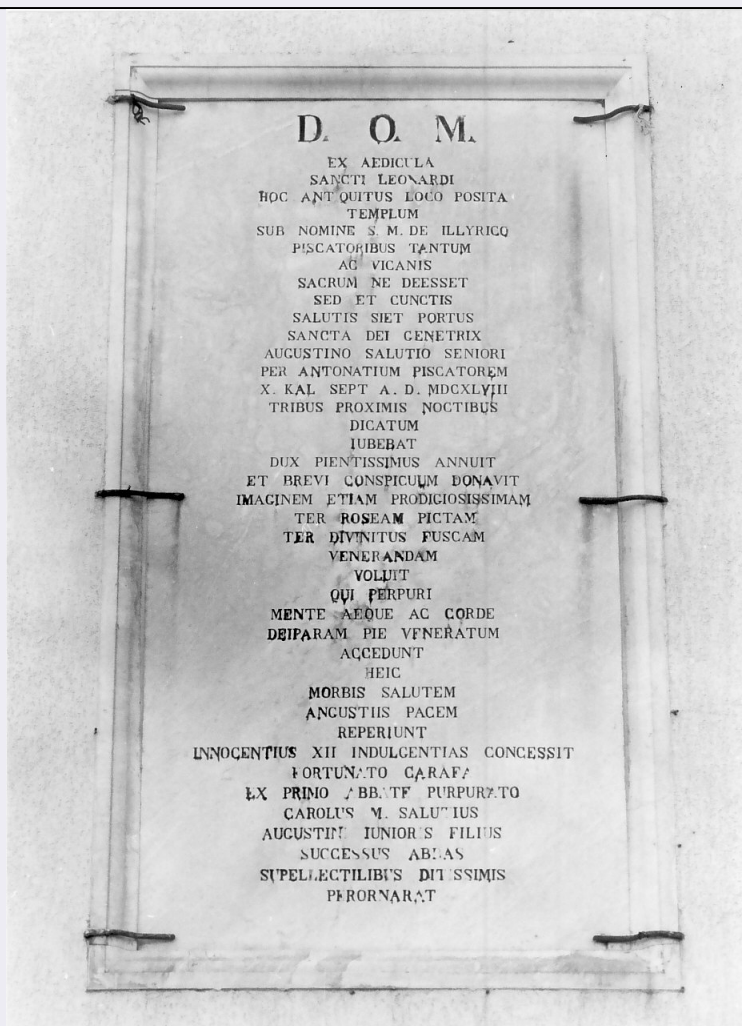 D. O. M.
EX AEDICULA
SANCTI LEONARDI
HOC ANTIQUITUS LOCO POSITA
TEMPLUM
SUB NOMINE S. M. DE ILLYRICO
PISCATORIBUS TANTUM
AC VICANIS
SACRUM NE DEESSET
SED ET CUNCTIS
SALUTIS SIET PORTUS
SANCTA DEI GENETRIX
AUGUSTINO SALUTIO SENIORI
PER ANTONATIUM PISCATOREM
X. KAL SEPT A. D. MDCXLVIII
TRIBUS PROXIMIS NOCTIBUS
DICATUM
IUBEBAT
DUX PIENTISSIMUS ANNUIT
ET BREVI CONSPICUUM DONAVIT
IMAGINEM ETIAM PRODIGIOSISSIMAM
TER ROSEAM PICTAM
TER DIVINITUS FUSCAM
VENERANDAM
VOLUIT
QUI PERPURI
MENTE AEQUE AC CORDE
DEIPARAM PIE VENERATUM
ACCEDUNT
HEIC
MORBIS SALUTEM
ANGUSTIIS PACEM
REPERIUNT
INNOCENTIUS XII INDULGENTIAS CONCESSIT
FORTUNATO CARAFA
EX PRIMO ABBATE PURPURATO
CAROLUS M. SALUTIUS
AUGUSTINI IUNIORIS FILIUS
SUCCESSUS ABBAS
SUPELLECTILIBUS DITISSIMIS
PERORNARAT